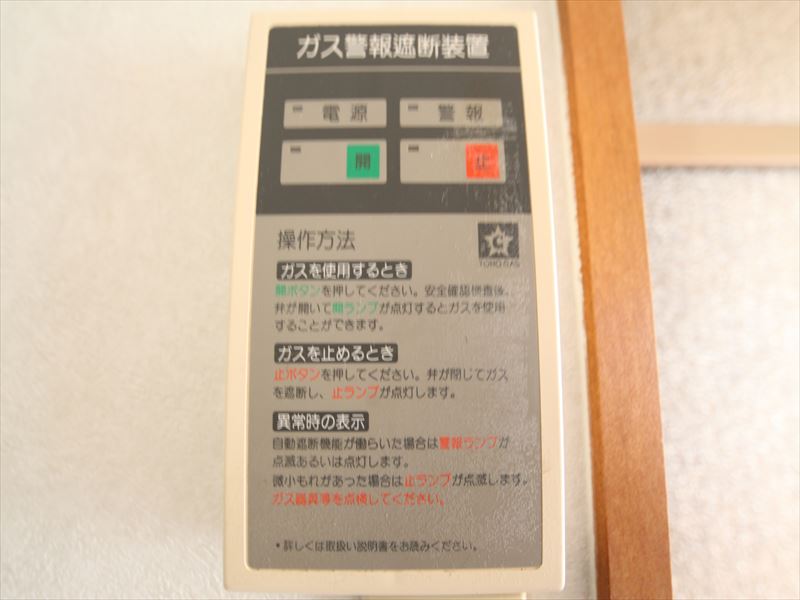 ガス警報遮断装置
電源 警報
開 止
操作方法
C
TOHO GAS
ガスを使用するとき
開ボタンを押してください。安全確認検査後、
弁が開いて開ランプが点灯するとガスを使用
することができます。
ガスを止めるとき
止ボタンを押してください。弁が閉じてガス
を遮断し、止ランプが点灯します。
異常時の表示
自動遮断機能が働らいた場合は警報ランプが
点滅あるいは点灯します。
微小もれがあった場合は止ランプが点滅します。
ガス器具等を点検してください。
・詳しくは取扱い説明書をお読みください。